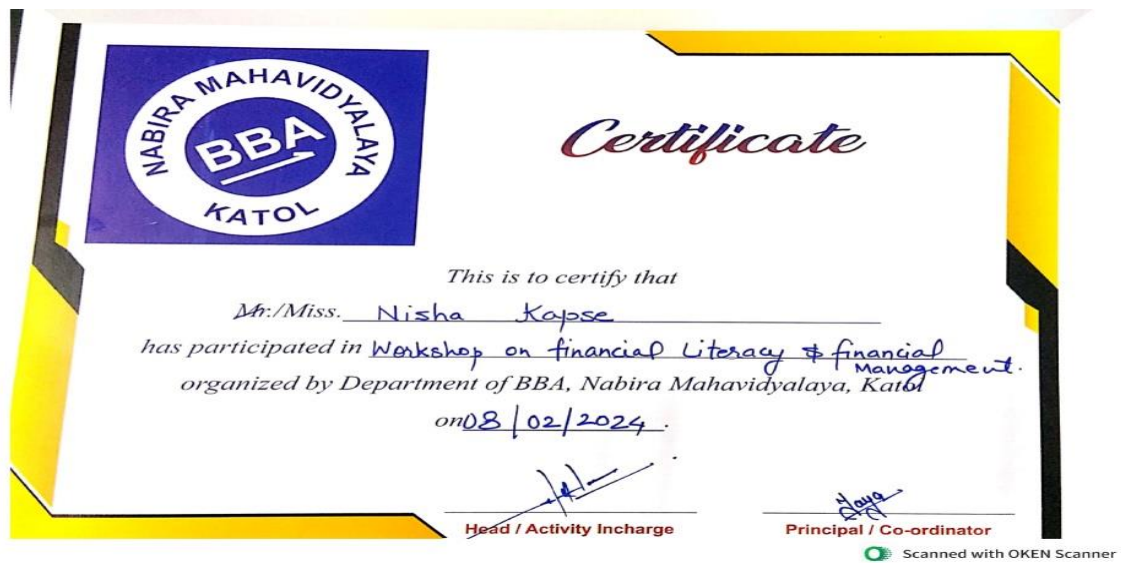 NABIRA MAHAVIDYALAYA
BBA
KATOL
Certificate
This is to certify that
Mr./Miss. Nisha Kapse
has participated in Workshop on financial Literacy & financial
Management.
organized by Department of BBA, Nabira Mahavidyalaya, Katol
on 08/02/2024.
Jaya
Head / Activity Incharge
Principal / Co-ordinator
Scanned with OKEN Scanner